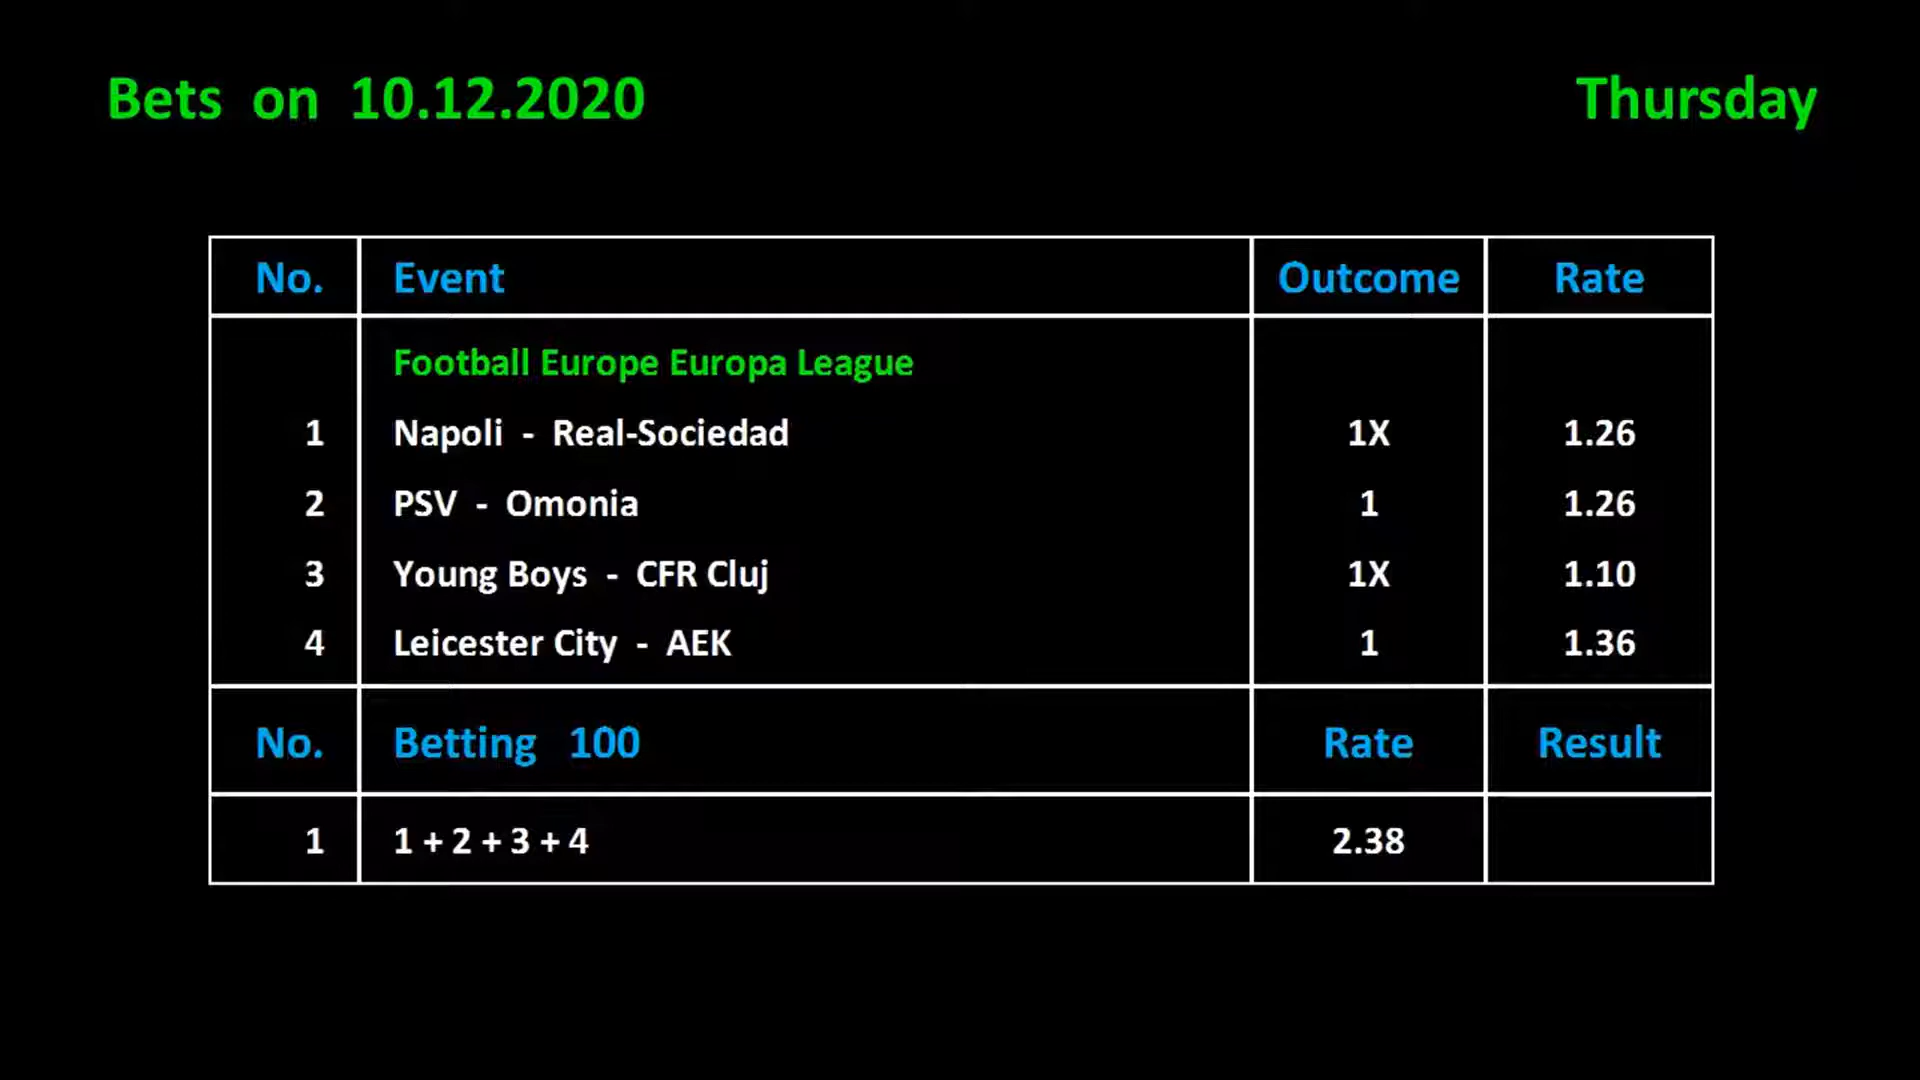 Bets on 10.12.2020 Thursday
No. Event Outcome Rate
Football Europe Europa League
1 Napoli - Real-Sociedad 1X 1.26
2 PSV - Omonia 1 1.26
3 Young Boys - CFR Cluj 1X 1.10
4 Leicester City - AEK 1 1.36
No. Betting 100 Rate Result
1 1 + 2 + 3 + 4 2.38